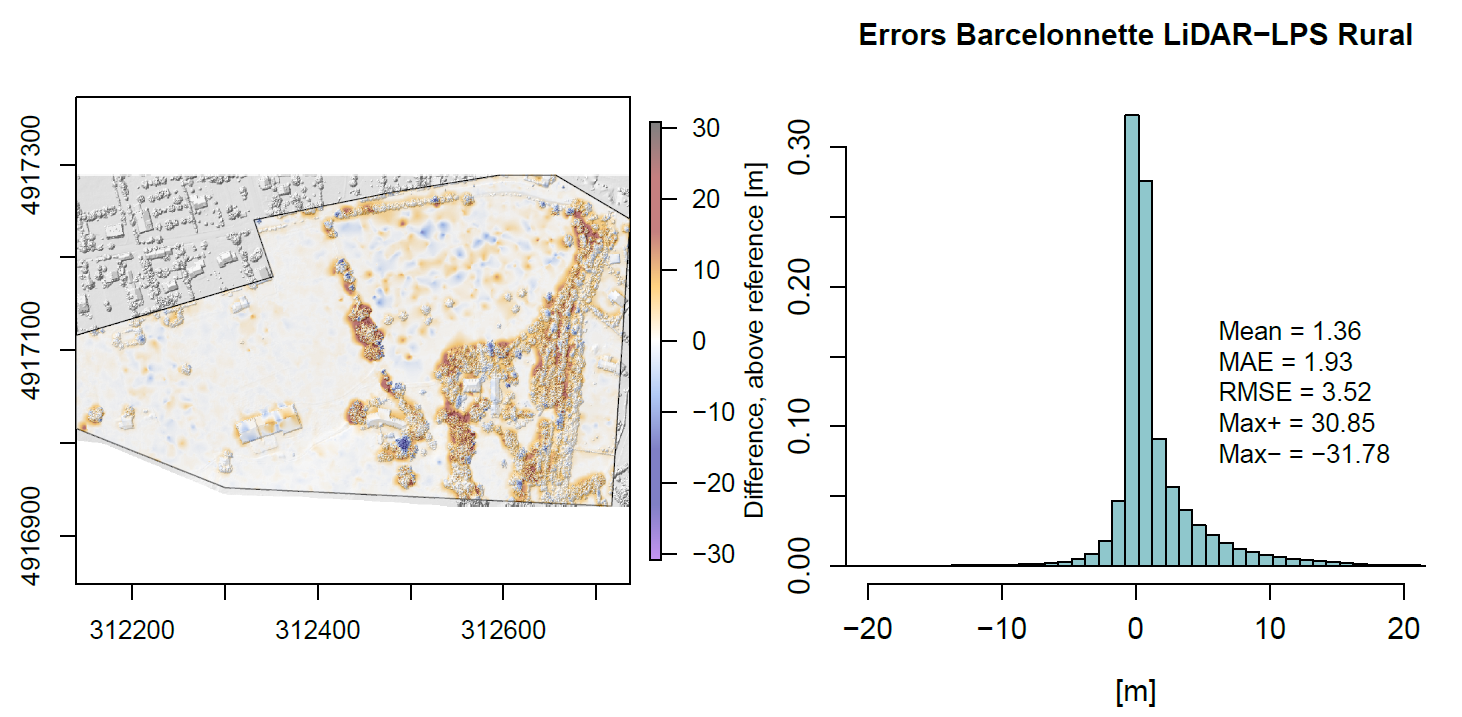 Errors Barcelonnette LiDAR−LPS Rural
4917300
4917100
4916900
312200
312400
312600
30
20
10
0
−10
−20
−30
Difference, above reference [m]
0.30
0.20
0.10
0.00
Mean = 1.36
MAE = 1.93
RMSE = 3.52
Max+ = 30.85
Max− = −31.78
−20
−10
0
10
20
[m]